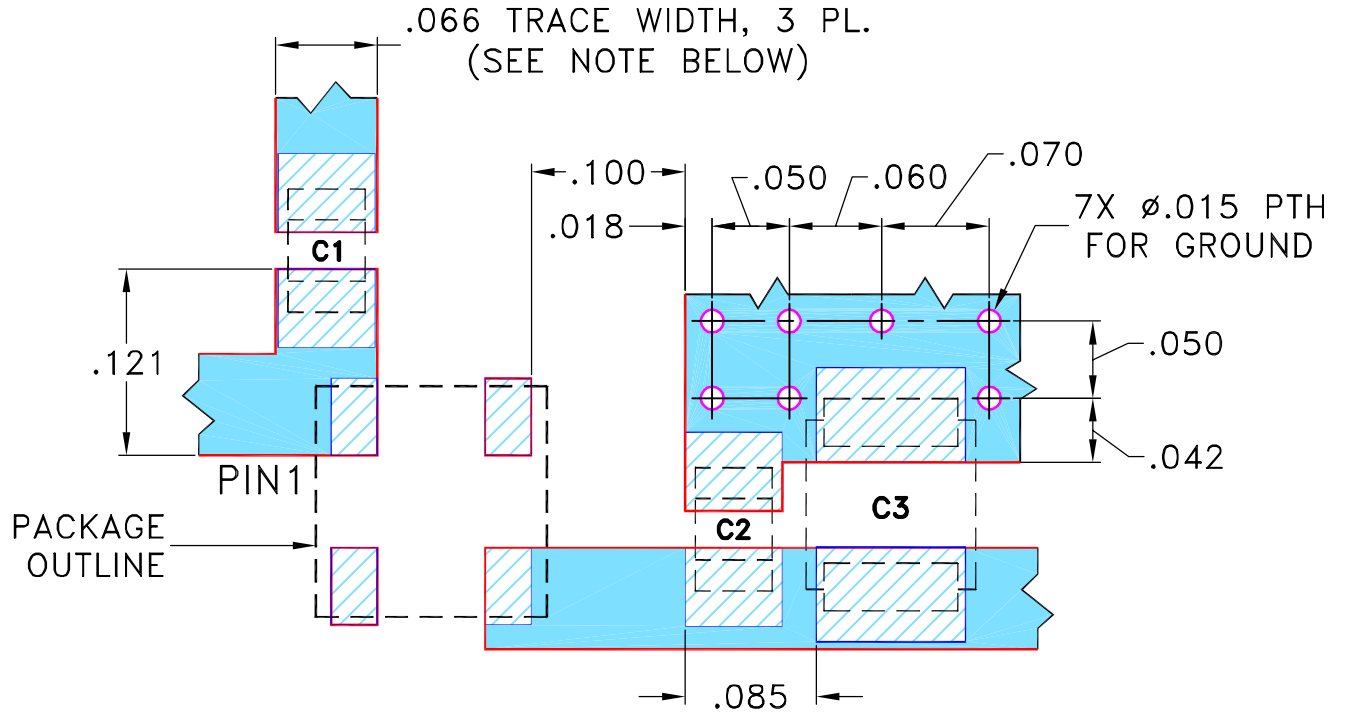 .066 TRACE WIDTH, 3 PL.
(SEE NOTE BELOW)
.100
.050
.060
.070
.018
7X ø.015 PTH
FOR GROUND
C1
.121
.050
.042
PIN1
C2
C3
PACKAGE
OUTLINE
.085